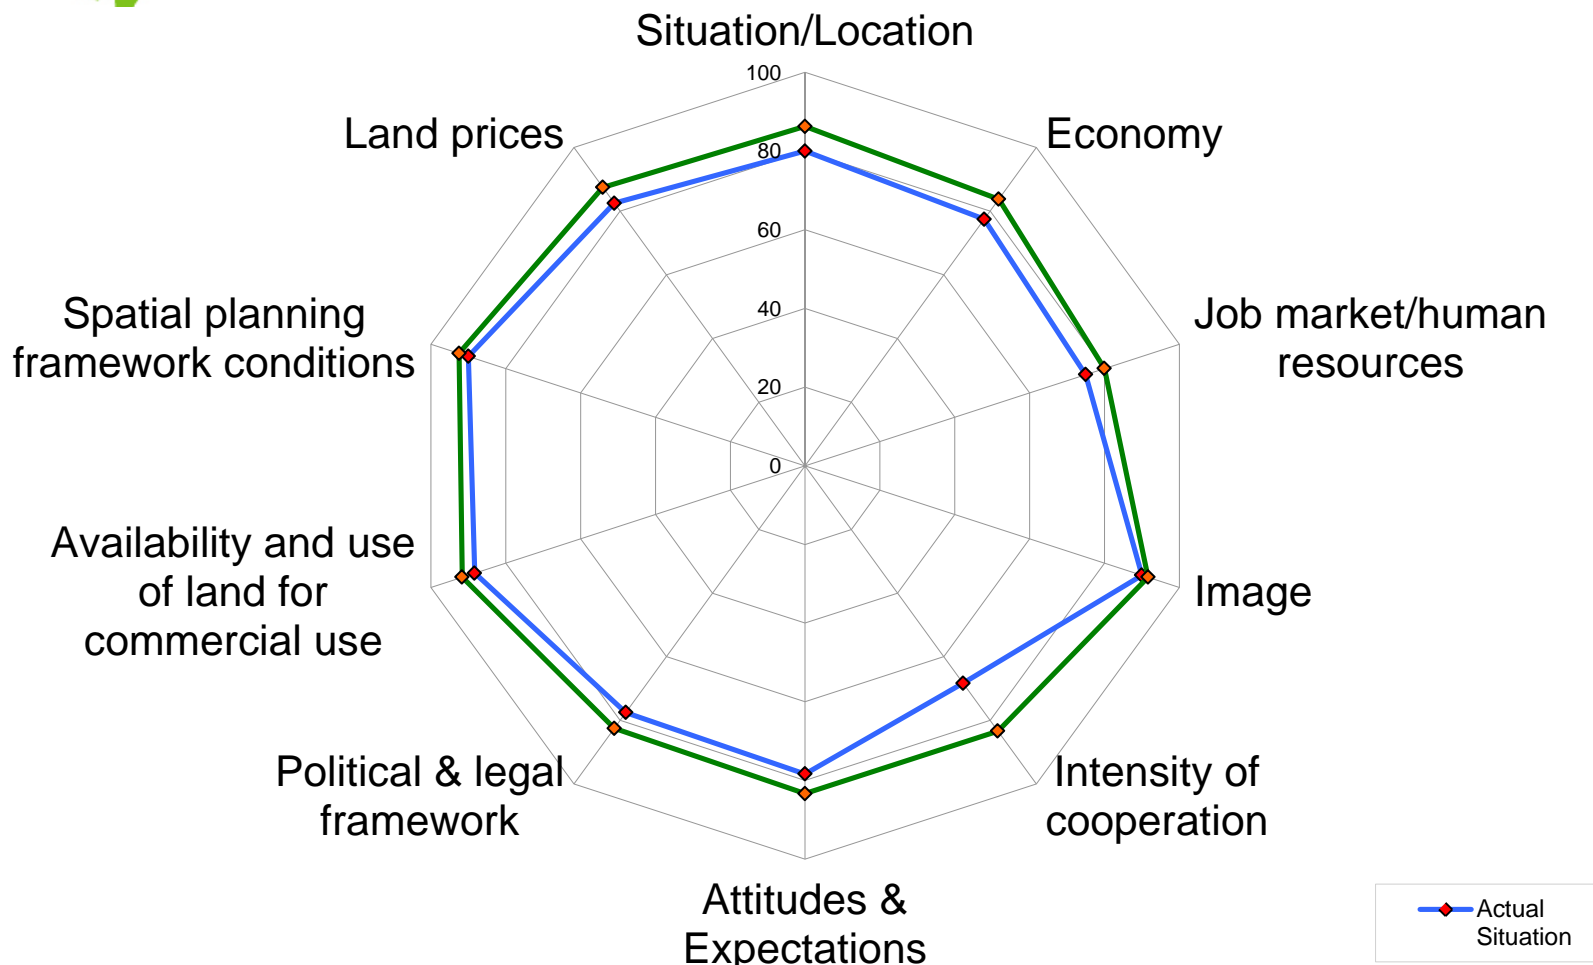 Situation/Location
100
80
60
40
20
0
Economy
Job market/human
resources
Image
Intensity of
cooperation
Attitudes &
Expectations
Political & legal
framework
Availability and use
of land for
commercial use
Spatial planning
framework conditions
Land prices
Actual
Situation